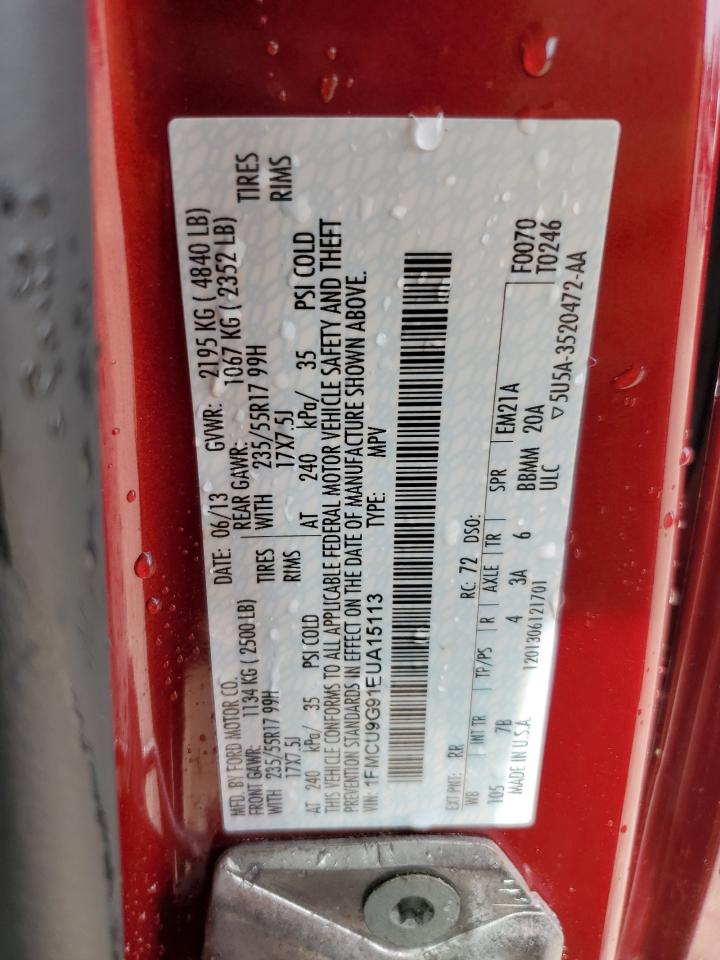 MFD. BY FORD MOTOR CO.
DATE: 06/13 GVWR: 2195 KG ( 4840 LB)
FRONT GAWR: 1134 KG ( 2500 LB) REAR GAWR: 1067 KG ( 2352 LB)
WITH 235/55R17 99H TIRES WITH 235/55R17 99H TIRES
17X7.5J RIMS 17X7.5J RIMS
AT 240 kPa/ 35 PSI COLD AT 240 kPa/ 35 PSI COLD
THIS VEHICLE CONFORMS TO ALL APPLICABLE FEDERAL MOTOR VEHICLE SAFETY AND THEFT
PREVENTION STANDARDS IN EFFECT ON THE DATE OF MANUFACTURE SHOWN ABOVE.
VIN: 1FMCU9G91EUA15113 TYPE: MPV
EXT PNT: RR RC: 72 DSO: F0070
WB INT TR TP/PS R AXLE TR SPR EM21A T0246
105 7B 4 3A 6 BBMM 20A
MADE IN U.S.A. 1201306121701 ULC ▽5U5A-3520472-AA